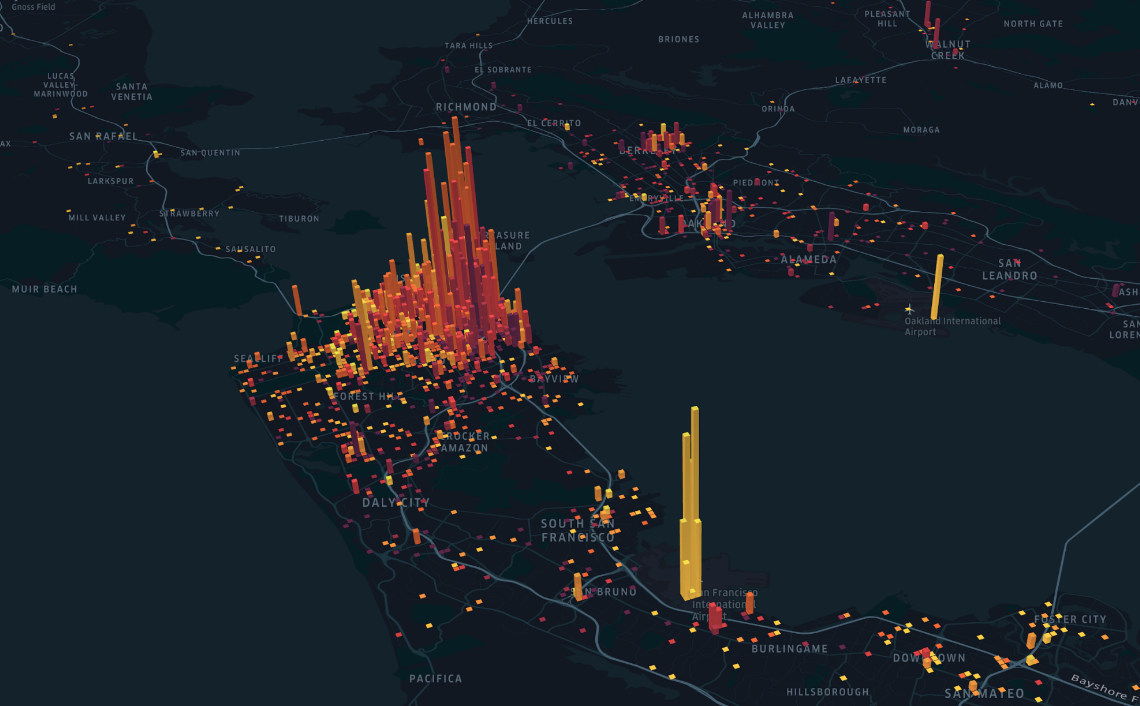 Gnoss Field
HERCULES
ALHAMBRA
VALLEY
PLEASANT
HILL
NORTH GATE
BRIONES
TARA HILLS
WALNUT
CREEK
EL SOBRANTE
LUCAS
VALLEY-
MARINWOOD
SANTA
VENETIA
LAFAYETTE
ALAMO
RICHMOND
ORINDA
DANV
EL CERRITO
MORAGA
SAN RAFAEL
AX
SAN QUENTIN
BERKELEY
LARKSPUR
PIEDMONT
EMERYVILLE
MILL VALLEY
STRAWBERRY
TIBURON
OAKLAND
EASURE
LAND
SAUSALITO
ALAMEDA
SAN
LEANDRO
MUIR BEACH
ASH
Oakland International
Airport
SAN
LOREN
SEACLIFF
BAYVIEW
FOREST HILL
CROCKER
AMAZON
DALY CITY
SOUTH SAN
FRANCISCO
SAN BRUNO
San Francisco
International
Airport
FOSTER CITY
BURLINGAME
DOWNTOWN
PACIFICA
HILLSBOROUGH
SAN MATEO
Bayshore F